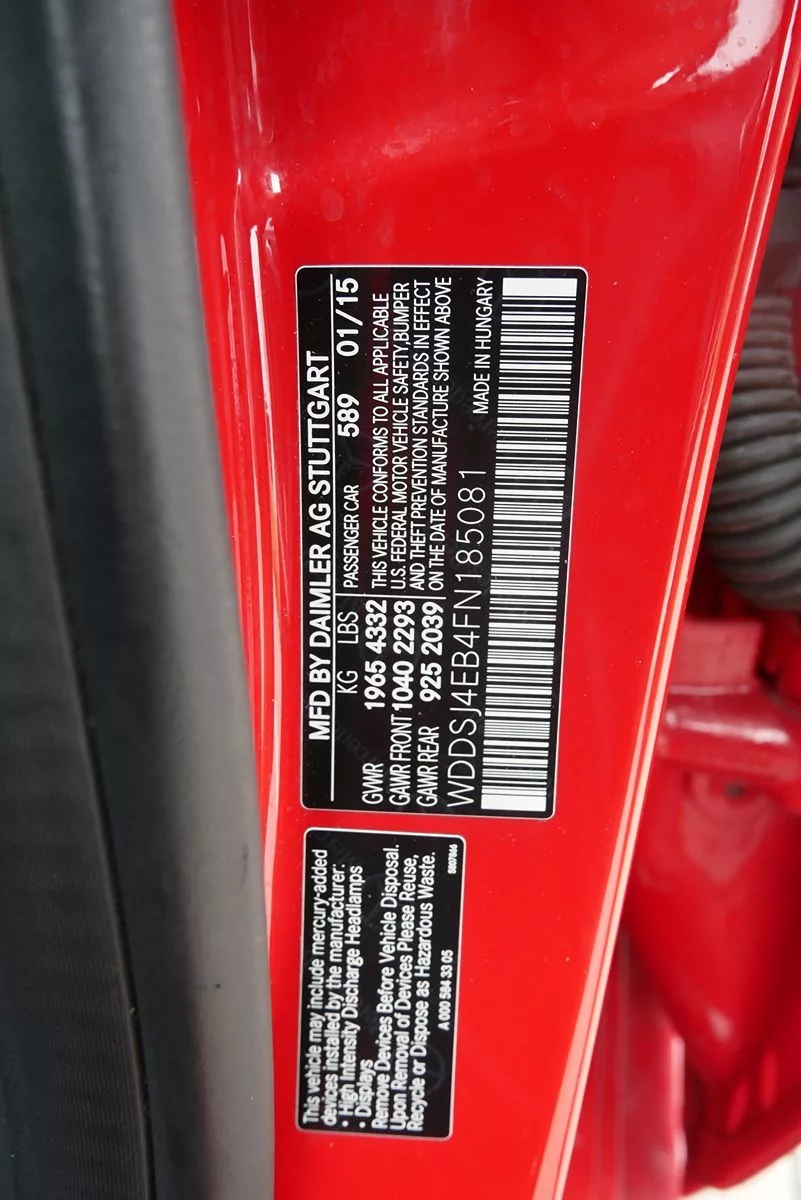 MFD BY DAIMLER AG STUTTGART
KG LBS PASSENGER CAR 589 01/15
GVWR 1965 4332 THIS VEHICLE CONFORMS TO ALL APPLICABLE
GAWR FRONT 1040 2293 U.S. FEDERAL MOTOR VEHICLE SAFETY,BUMPER
GAWR REAR 925 2039 AND THEFT PREVENTION STANDARDS IN EFFECT
ON THE DATE OF MANUFACTURE SHOWN ABOVE
WDDSJ4EB4FN185081 MADE IN HUNGARY
This vehicle may include mercury-added
devices installed by the manufacturer:
• High Intensity Discharge Headlamps
• Displays
Remove Devices Before Vehicle Disposal.
Upon Removal of Devices Please Reuse,
Recycle or Dispose as Hazardous Waste.
A 000 584 33 05